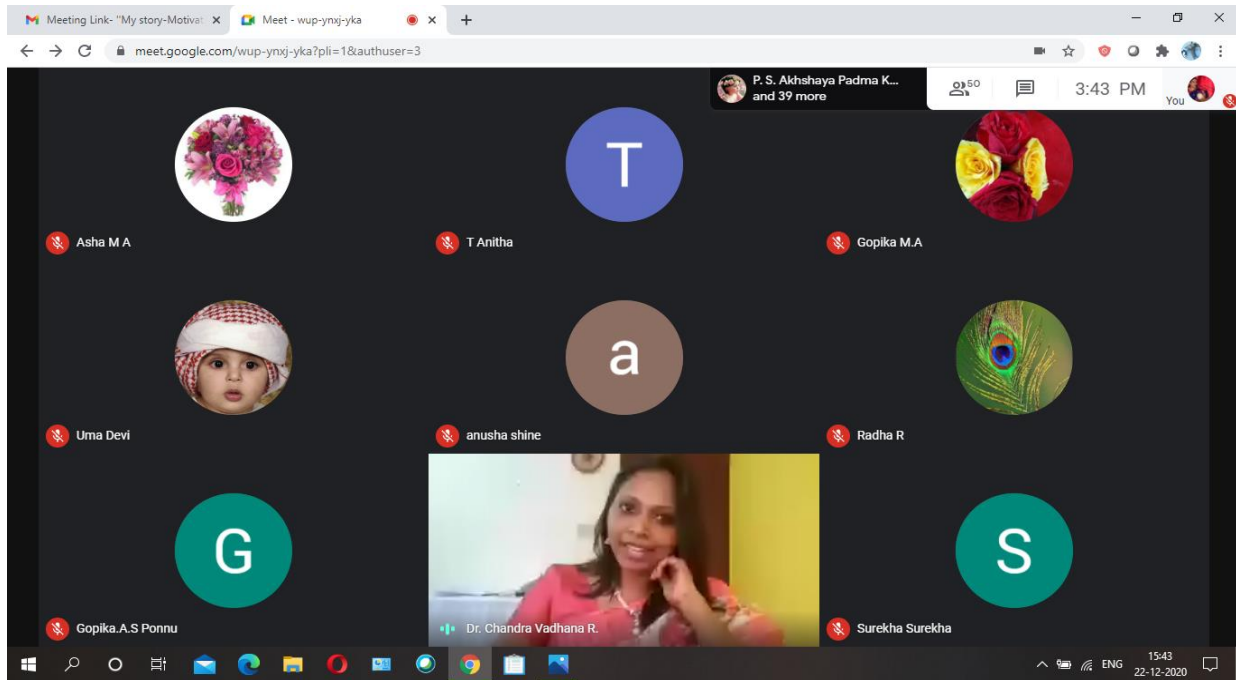 Meeting Link- "My story-Motivat
Meet - wup-ynxj-yka
meet.google.com/wup-ynxj-yka?pli=1&authuser=3
P. S. Akhshaya Padma K...
and 39 more
50
3:43 PM
You
T
Asha M A
T Anitha
Gopika M.A
a
Uma Devi
anusha shine
Radha R
G
S
Gopika.A.S Ponnu
Dr. Chandra Vadhana R.
Surekha Surekha
ENG
15:43
22-12-2020